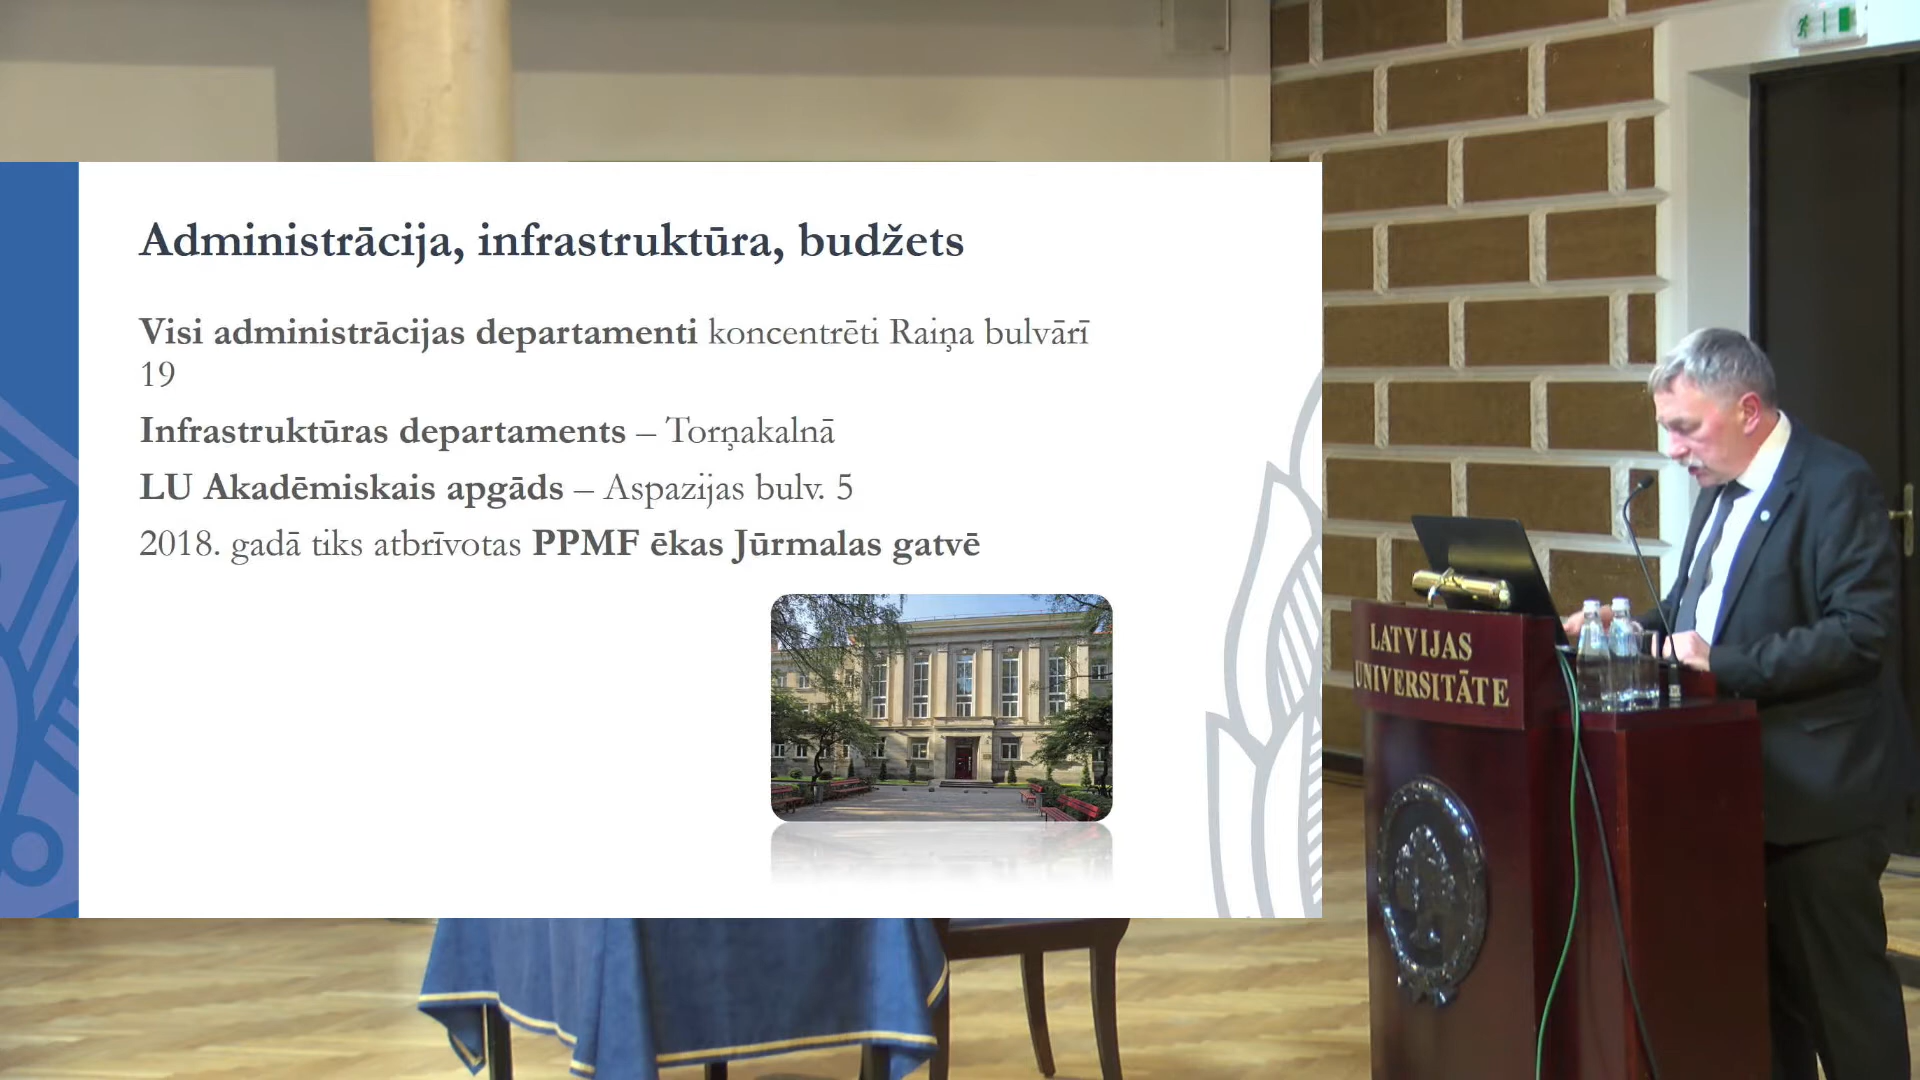 Administrācija, infrastruktūra, budžets
Visi administrācijas departamenti koncentrēti Raiņa bulvārī
19
Infrastruktūras departaments – Torņakalnā
LU Akadēmiskais apgāds – Aspazijas bulv. 5
2018. gadā tiks atbrīvotas PPMF ēkas Jūrmalas gatvē
LATVIJAS
UNIVERSITĀTE